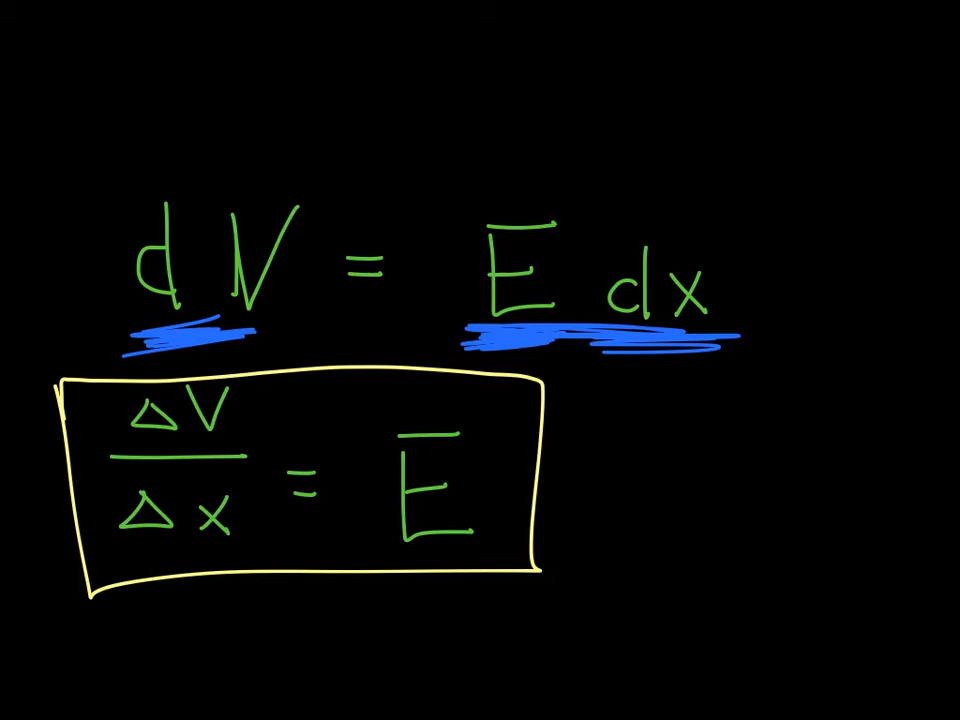 dV = E dx
ΔV/Δx = E